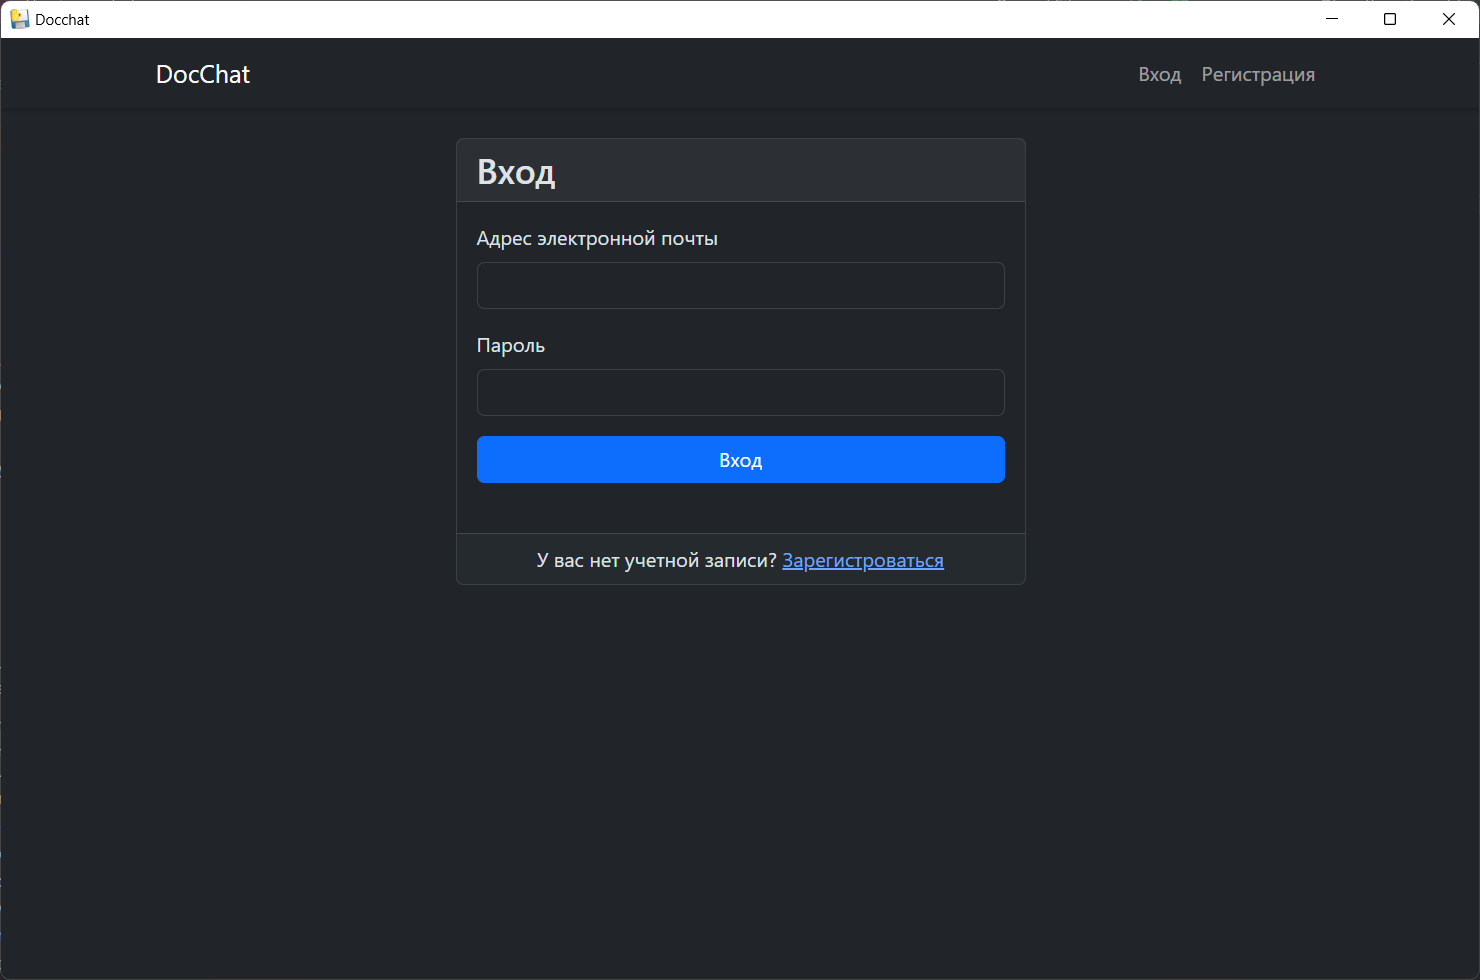 Docchat
DocChat
Вход Регистрация
Вход
Адрес электронной почты
Пароль
Вход
У вас нет учетной записи? Зарегистроваться